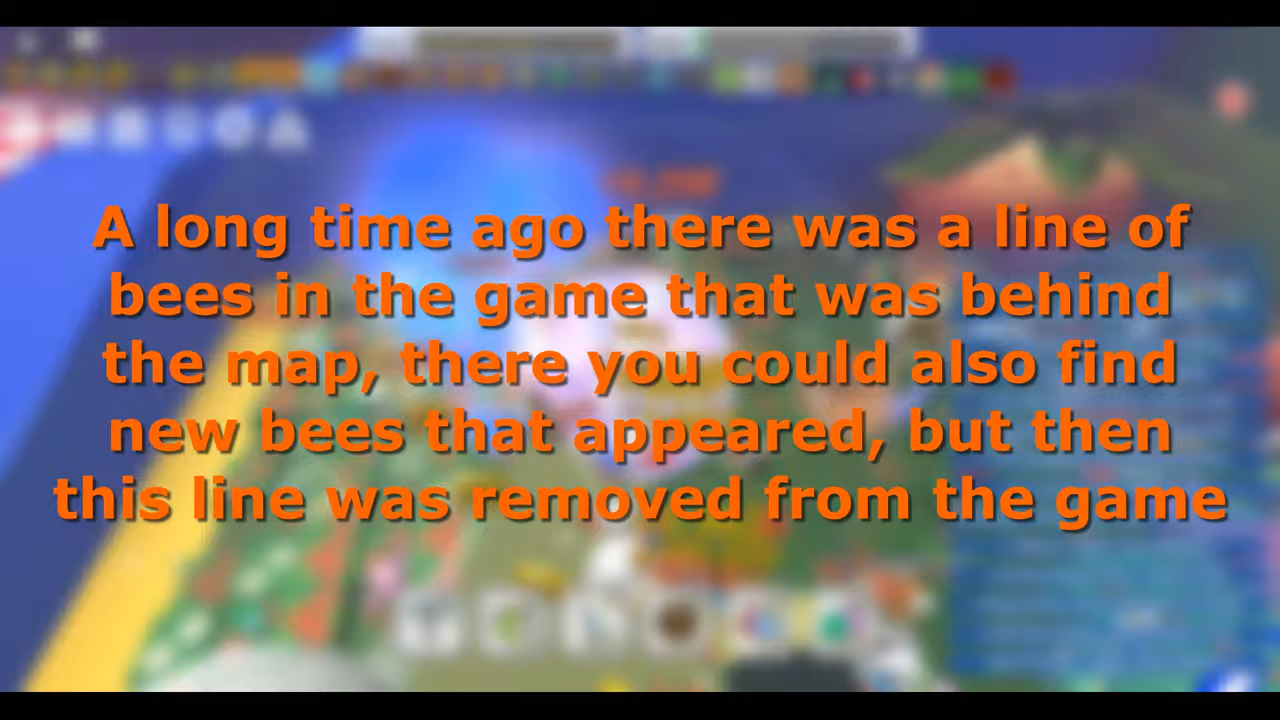 A long time ago there was a line of
bees in the game that was behind
the map, there you could also find
new bees that appeared, but then
this line was removed from the game